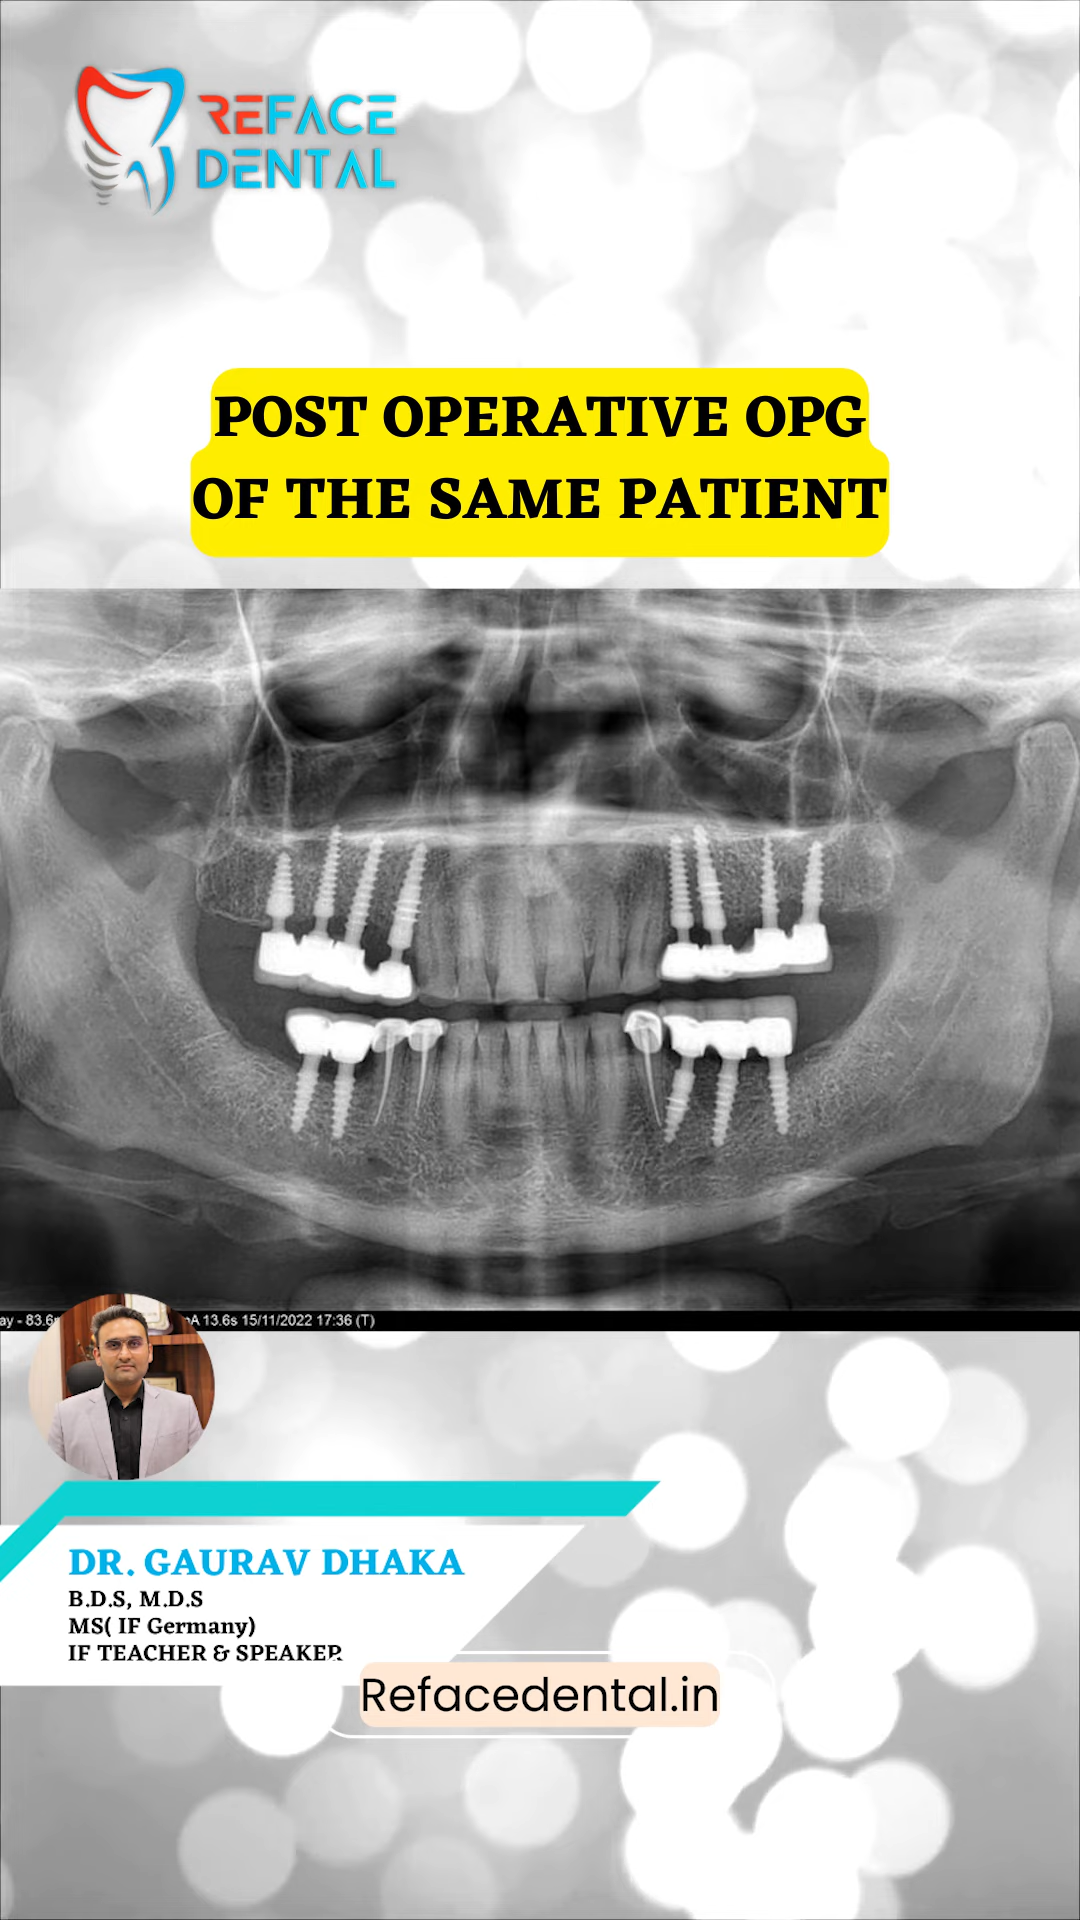 REFACE
DENTAL
POST OPERATIVE OPG
OF THE SAME PATIENT
A 13.6s 15/11/2022 17:36 (T)
DR. GAURAV DHAKA
B.D.S, M.D.S
MS( IF Germany)
IF TEACHER & SPEAKER
Refacedental.in